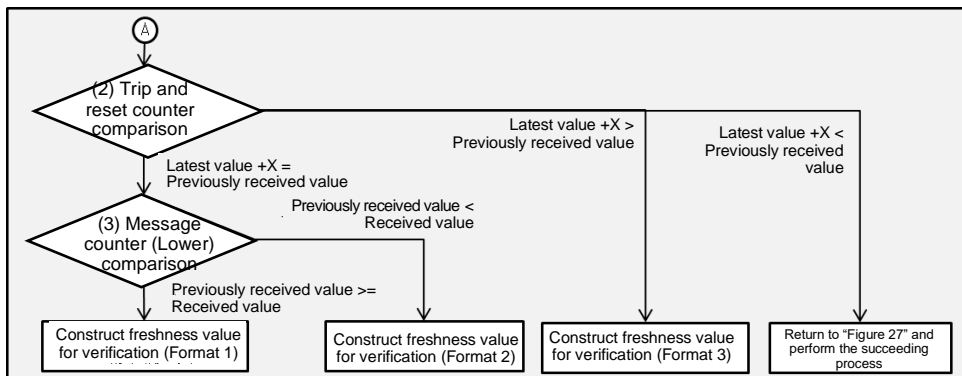 A
(2) Trip and
reset counter
comparison
Latest value +X >
Previously received value
Latest value +X <
Previously received
value
Latest value +X =
Previously received value
Previously received value <
Received value
(3) Message
counter (Lower)
comparison
Previously received value >=
Received value
Construct freshness value
for verification (Format 1)
Construct freshness value
for verification (Format 2)
Construct freshness value
for verification (Format 3)
Return to "Figure 27" and
perform the succeeding
process